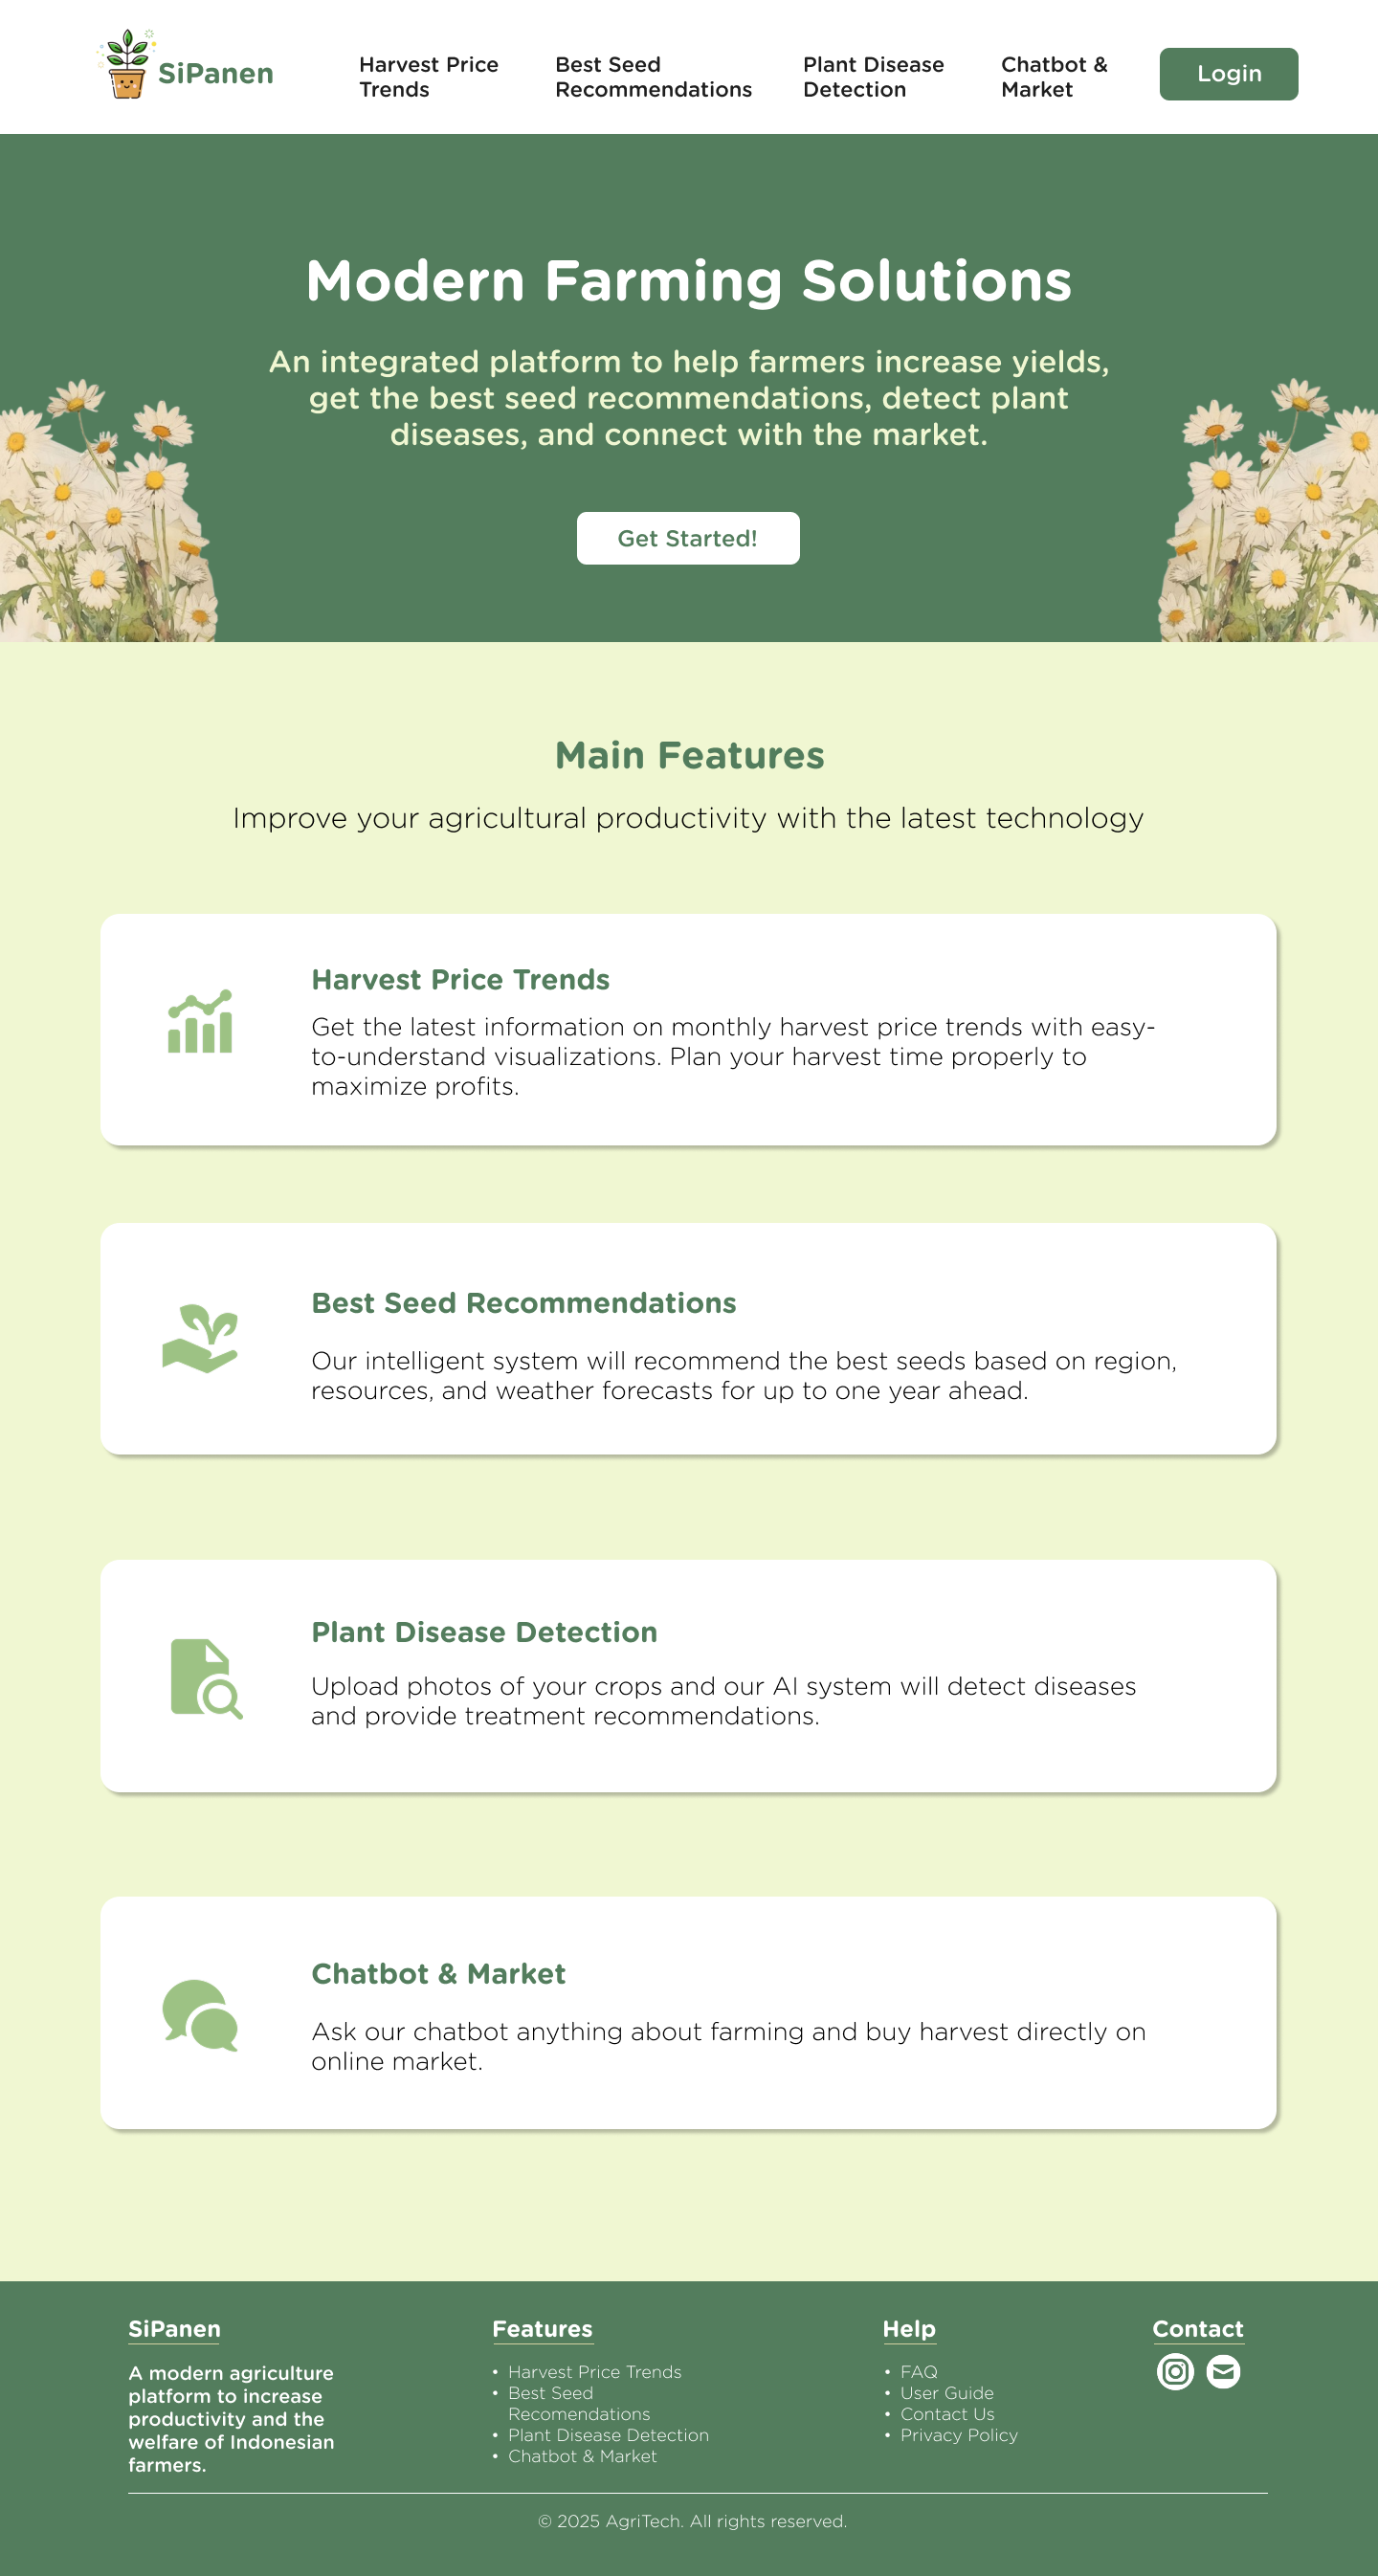 SiPanen
Harvest Price
Trends
Best Seed
Recommendations
Plant Disease
Detection
Chatbot &
Market
Login
Modern Farming Solutions
An integrated platform to help farmers increase yields,
get the best seed recommendations, detect plant
diseases, and connect with the market.
Get Started!
Main Features
Improve your agricultural productivity with the latest technology
Harvest Price Trends
Get the latest information on monthly harvest price trends with easy-
to-understand visualizations. Plan your harvest time properly to
maximize profits.
Best Seed Recommendations
Our intelligent system will recommend the best seeds based on region,
resources, and weather forecasts for up to one year ahead.
Plant Disease Detection
Upload photos of your crops and our AI system will detect diseases
and provide treatment recommendations.
Chatbot & Market
Ask our chatbot anything about farming and buy harvest directly on
online market.
SiPanen
A modern agriculture
platform to increase
productivity and the
welfare of Indonesian
farmers.
Features
• Harvest Price Trends
• Best Seed
Recomendations
• Plant Disease Detection
• Chatbot & Market
Help
• FAQ
• User Guide
• Contact Us
• Privacy Policy
Contact
© 2025 AgriTech. All rights reserved.